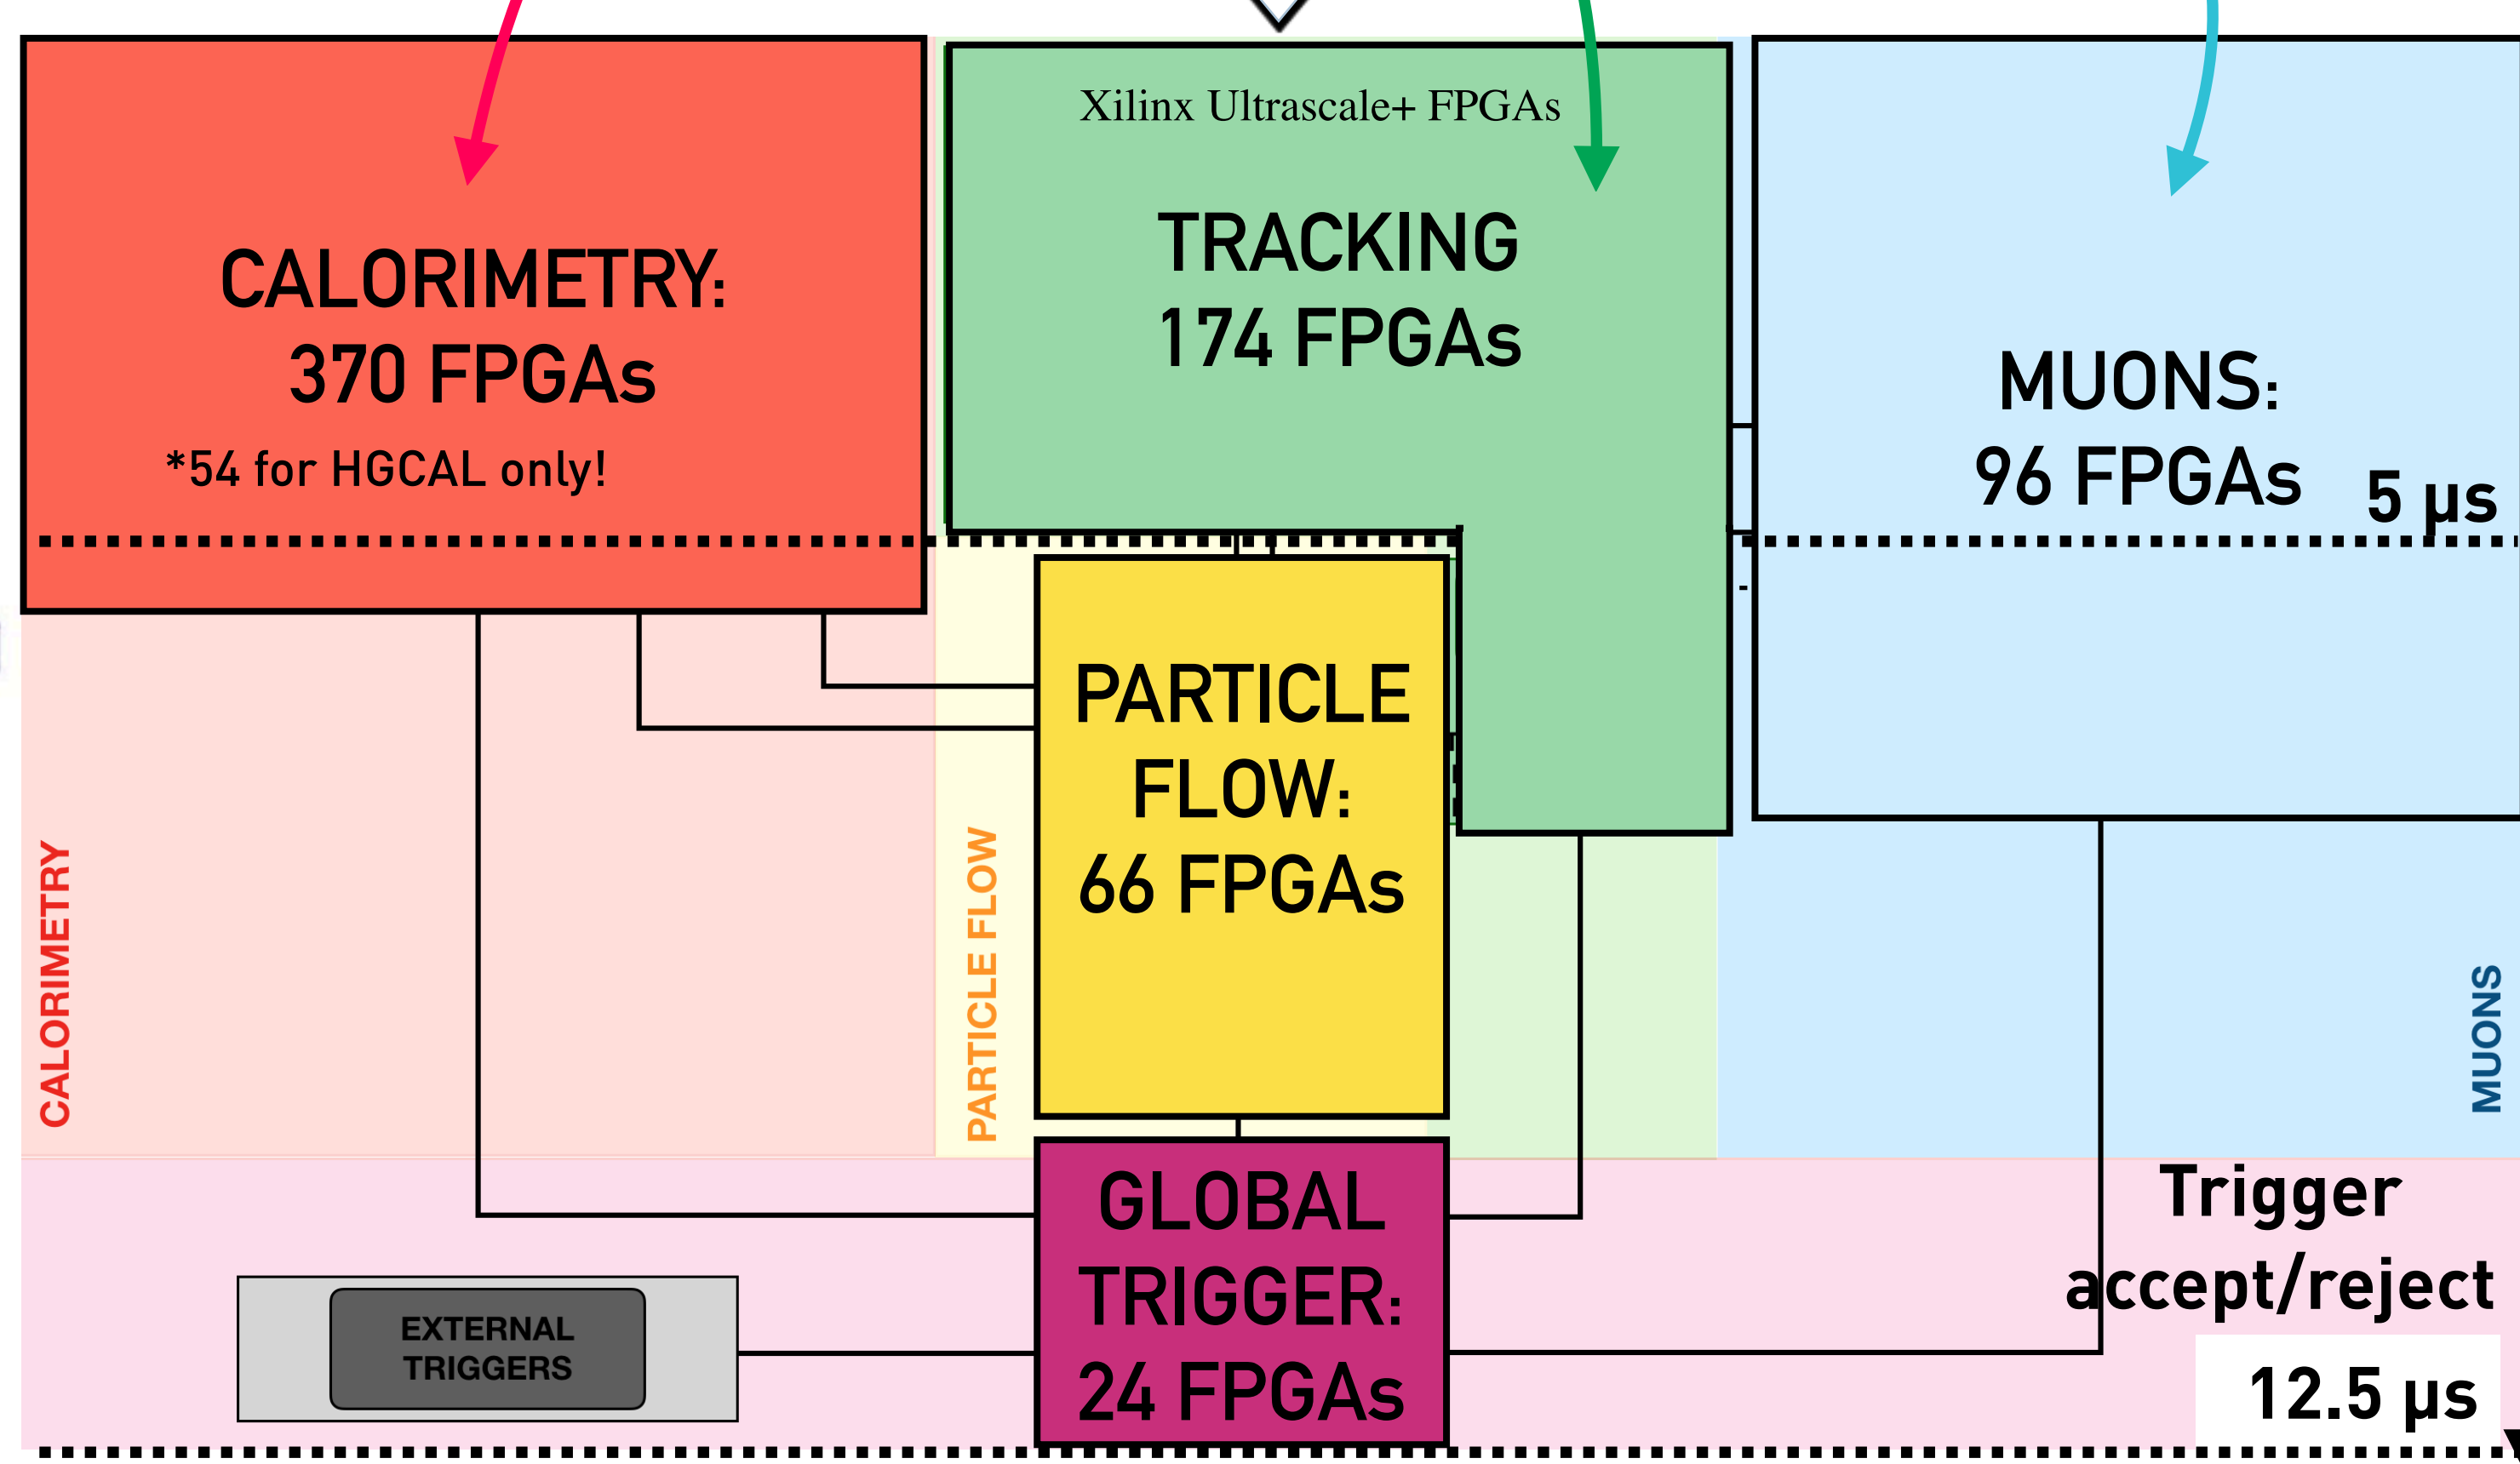 Xilinx Ultrascale+ FPGAs
CALORIMETRY:
370 FPGAs
*54 for HGCAL only!
TRACKING
174 FPGAs
MUONS:
96 FPGAs
5 µs
PARTICLE
FLOW:
66 FPGAs
CALORIMETRY
PARTICLE FLOW
MUONS
GLOBAL
TRIGGER:
24 FPGAs
EXTERNAL
TRIGGERS
Trigger
accept/reject
12.5 µs